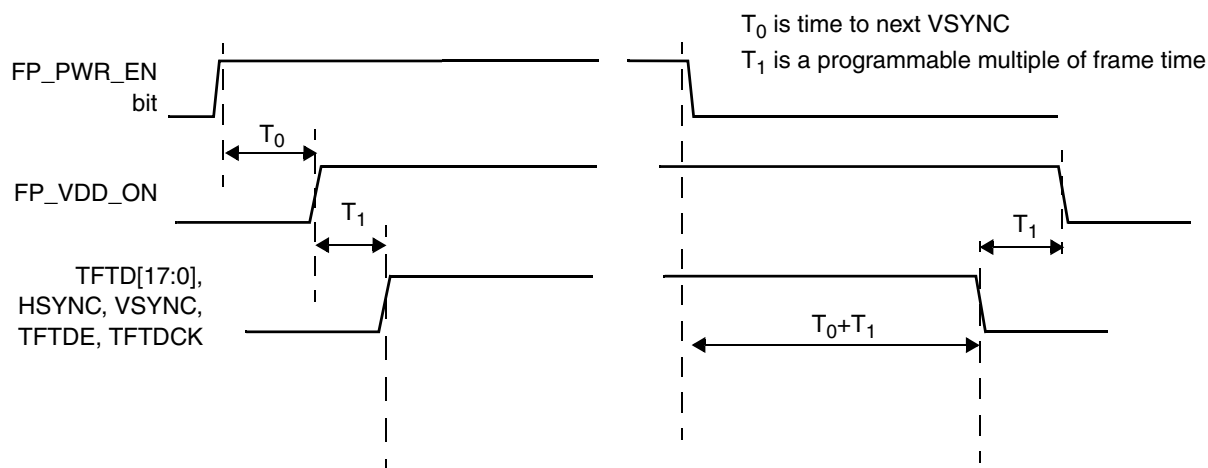 T₀ is time to next VSYNC
T₁ is a programmable multiple of frame time
FP_PWR_EN
bit
T₀
FP_VDD_ON
T₁
T₁
TFTD[17:0],
HSYNC, VSYNC,
TFTDE, TFTDCK
T₀+T₁